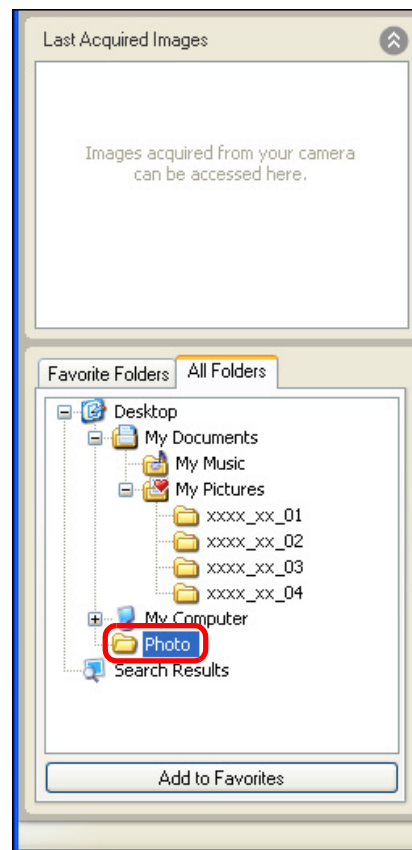 Last Acquired Images
Images acquired from your camera
can be accessed here.
Favorite Folders
All Folders
Desktop
My Documents
My Music
My Pictures
xxxx_xx_01
xxxx_xx_02
xxxx_xx_03
xxxx_xx_04
My Computer
Photo
Search Results
Add to Favorites